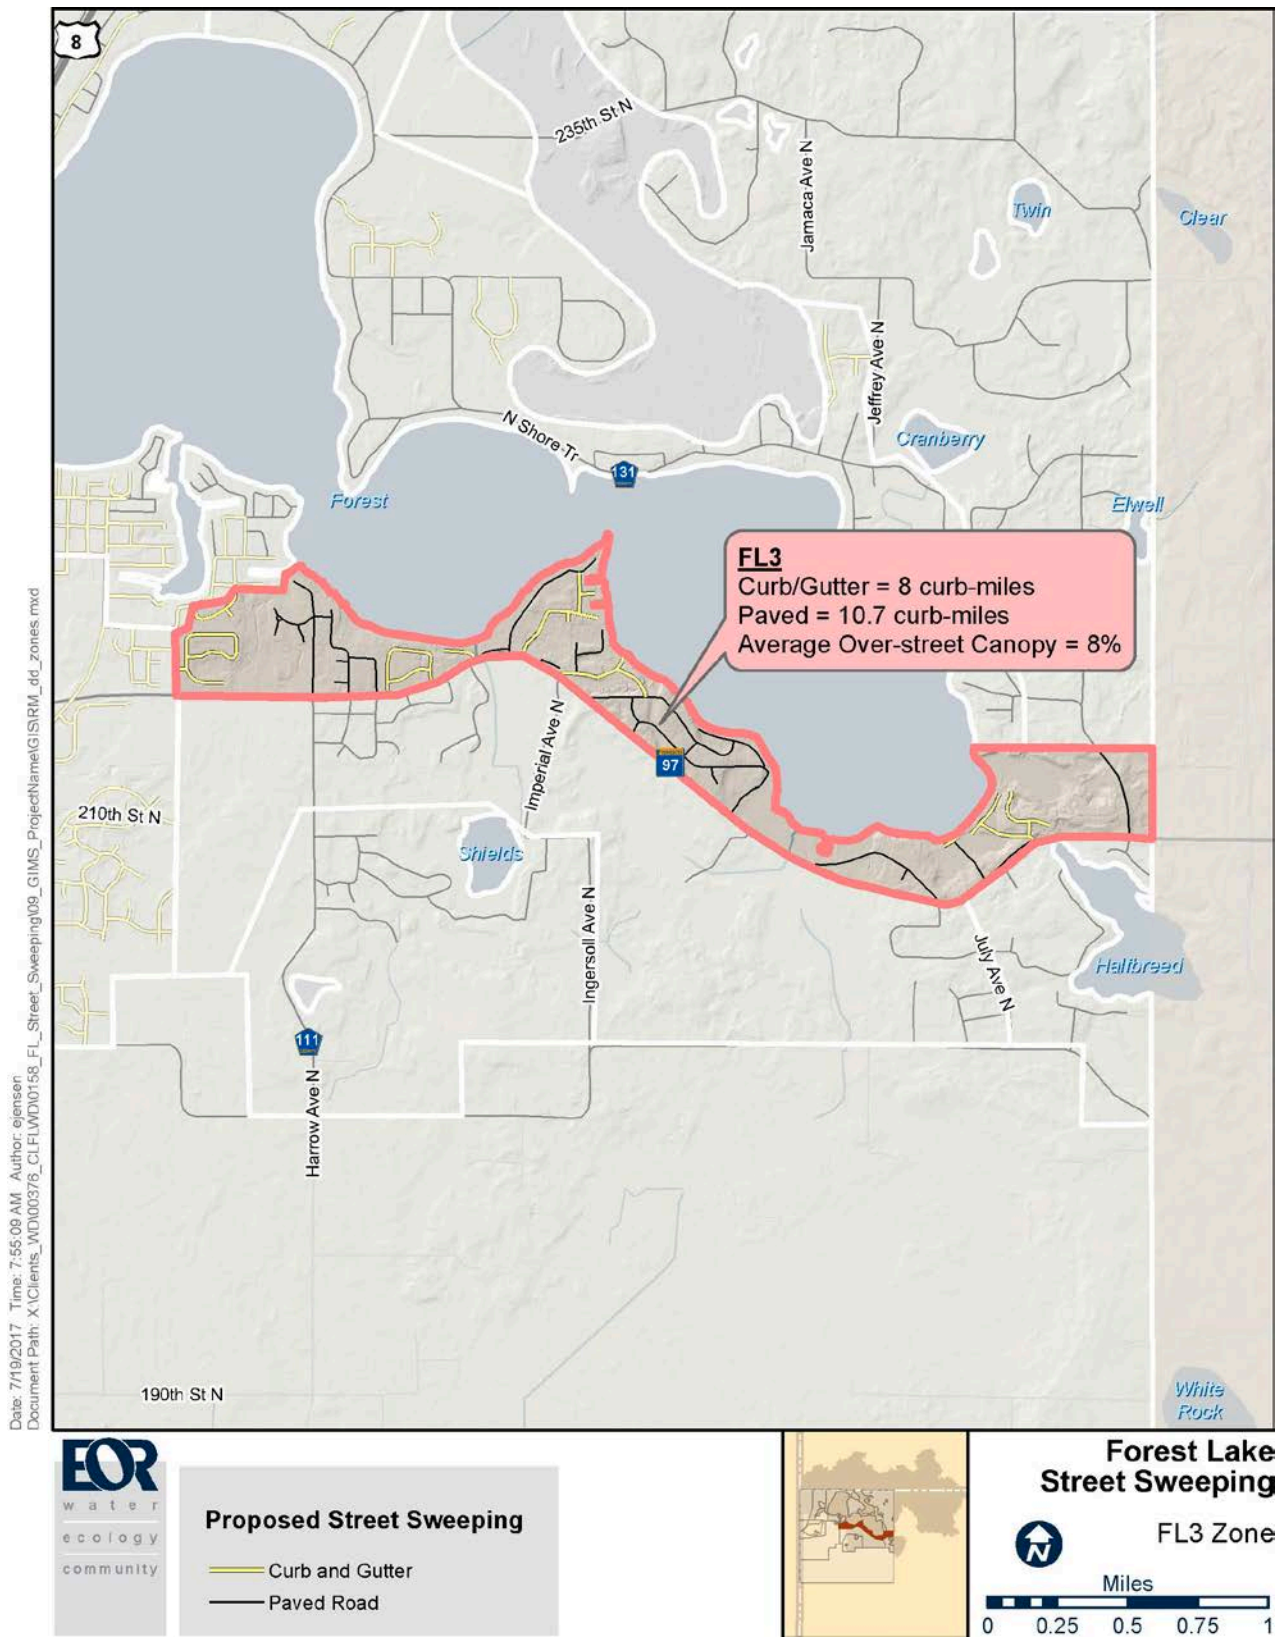 8
235th St N
Jamaca Ave N
Twin
Clear
Jeffrey Ave N
N Shore Tr
131
Cranberry
Forest
Elwell
FL3
Curb/Gutter = 8 curb-miles
Paved = 10.7 curb-miles
Average Over-street Canopy = 8%
97
Imperial Ave N
210th St N
Shields
Ingersoll Ave N
July Ave N
Halfbreed
111
Harrow Ave N
190th St N
White
Rock
Date: 7/19/2017 Time: 7:55:09 AM Author: ejensen
Document Path: X:\Clients_WD\00376_CLFLWD\0158_FL_Street_Sweeping\09_GIMS_ProjectName\GIS\RM_dd_zones.mxd
EOR
water
ecology
community
Proposed Street Sweeping
Curb and Gutter
Paved Road
Forest Lake
Street Sweeping
N
FL3 Zone
Miles
0 0.25 0.5 0.75 1